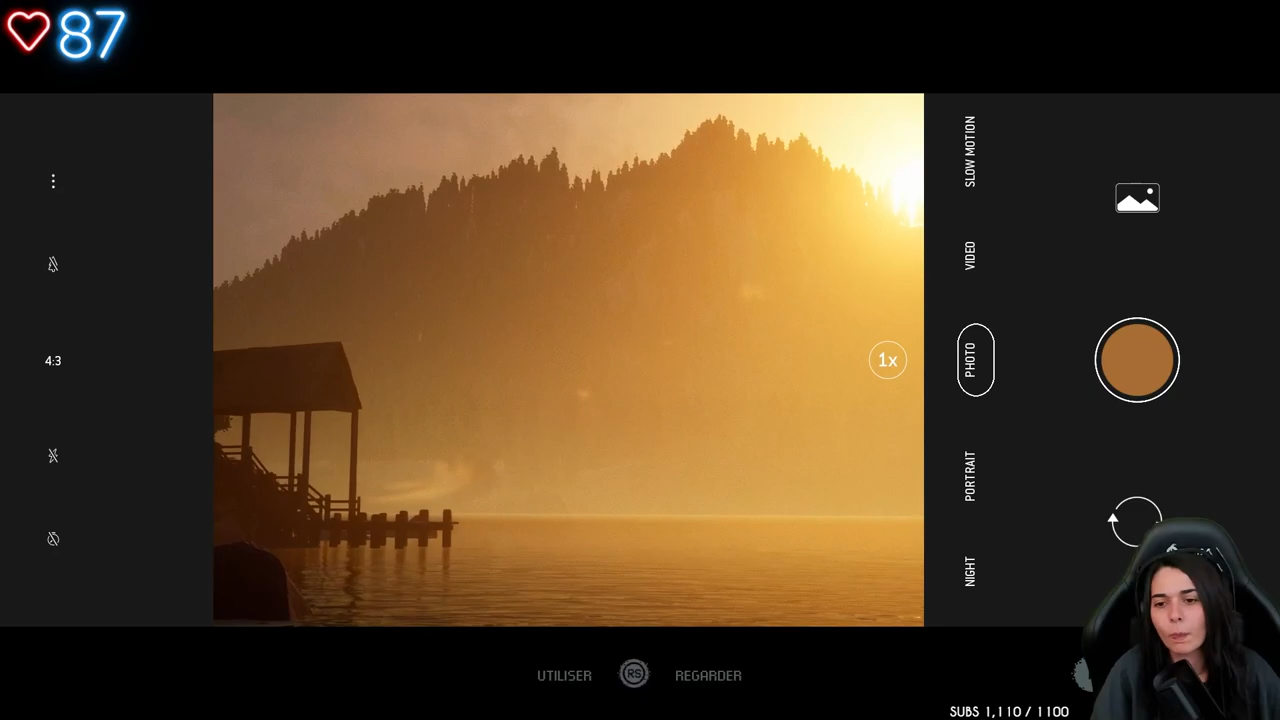 87
SLOW MOTION
VIDEO
4:3
1x
PHOTO
PORTRAIT
NIGHT
UTILISER RS REGARDER
SUBS 1,110 / 1100